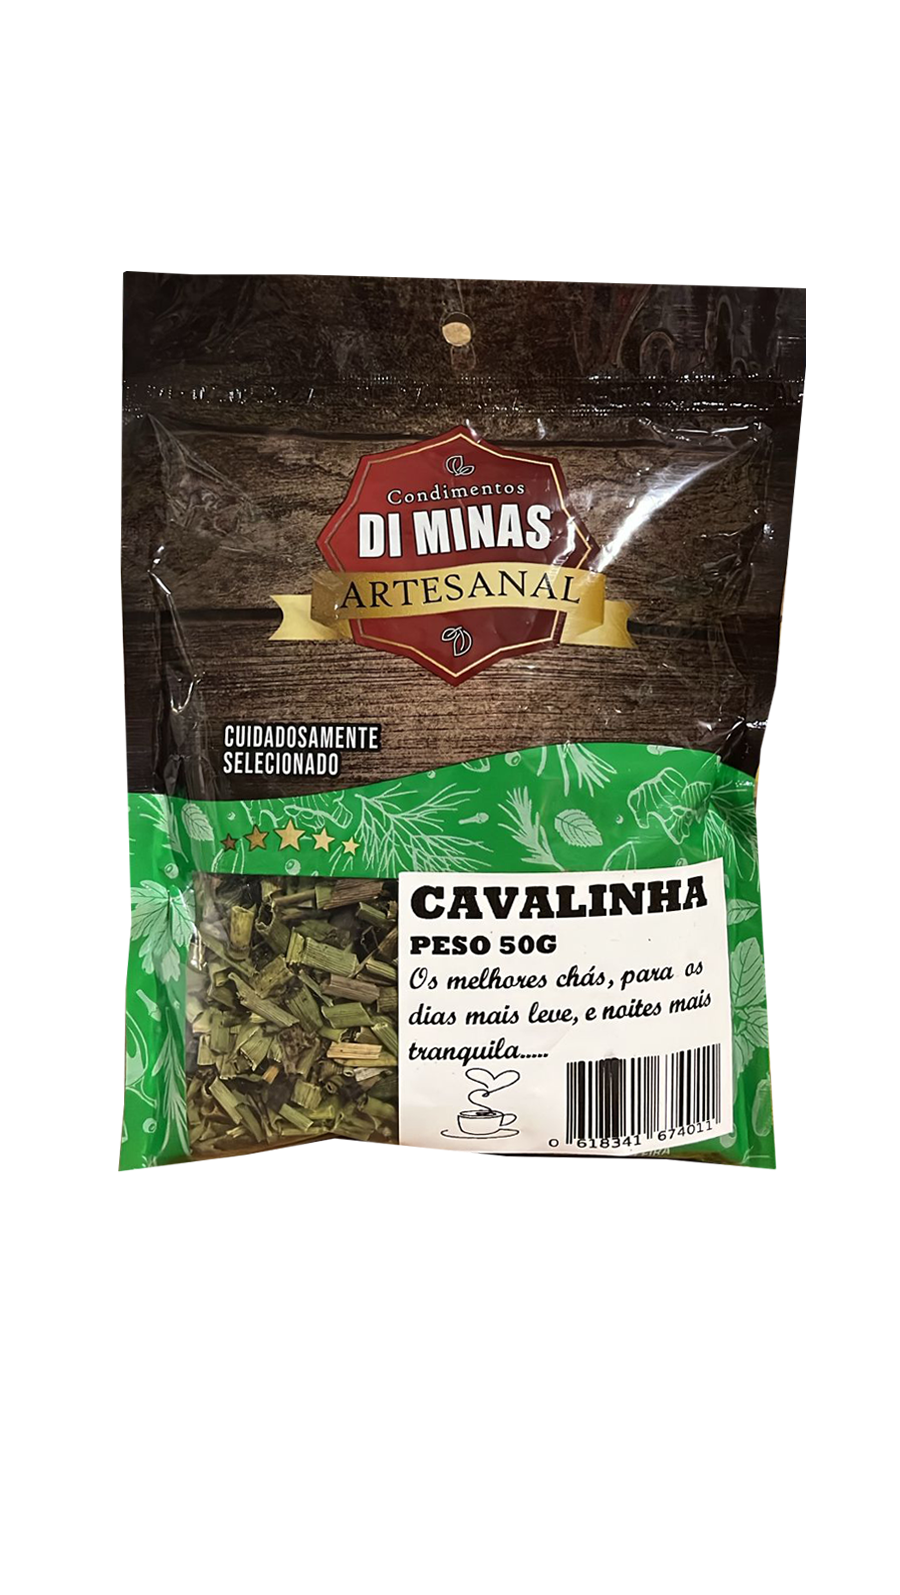 Condimentos
DI MINAS
ARTESANAL
CUIDADOSAMENTE
SELECIONADO
CAVALINHA
PESO 50G
Os melhores chás, para os
dias mais leve, e noites mais
tranquila.....
0 618341 674011